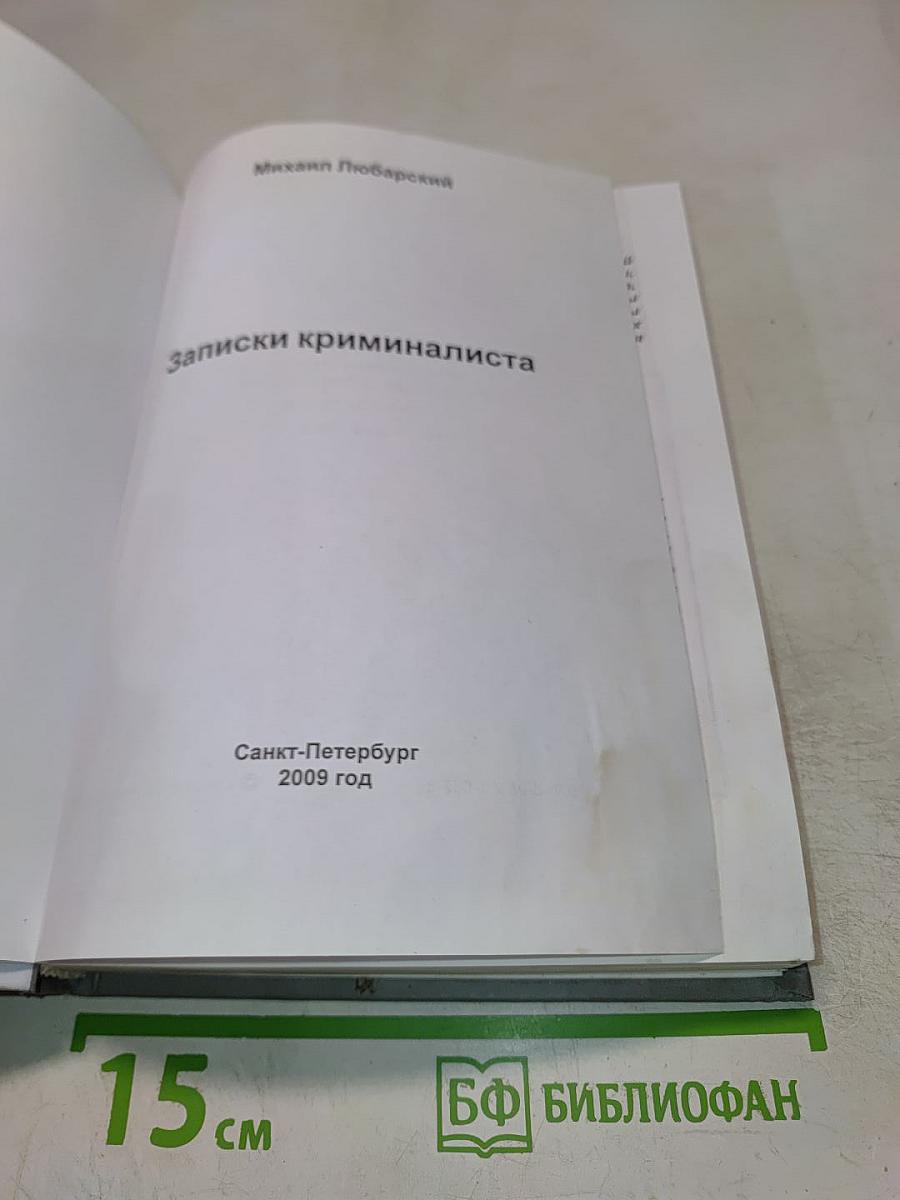 Михаил Любарский
Записки криминалиста
Санкт-Петербург
2009 год
15 см
БФ БИБЛИОФАН